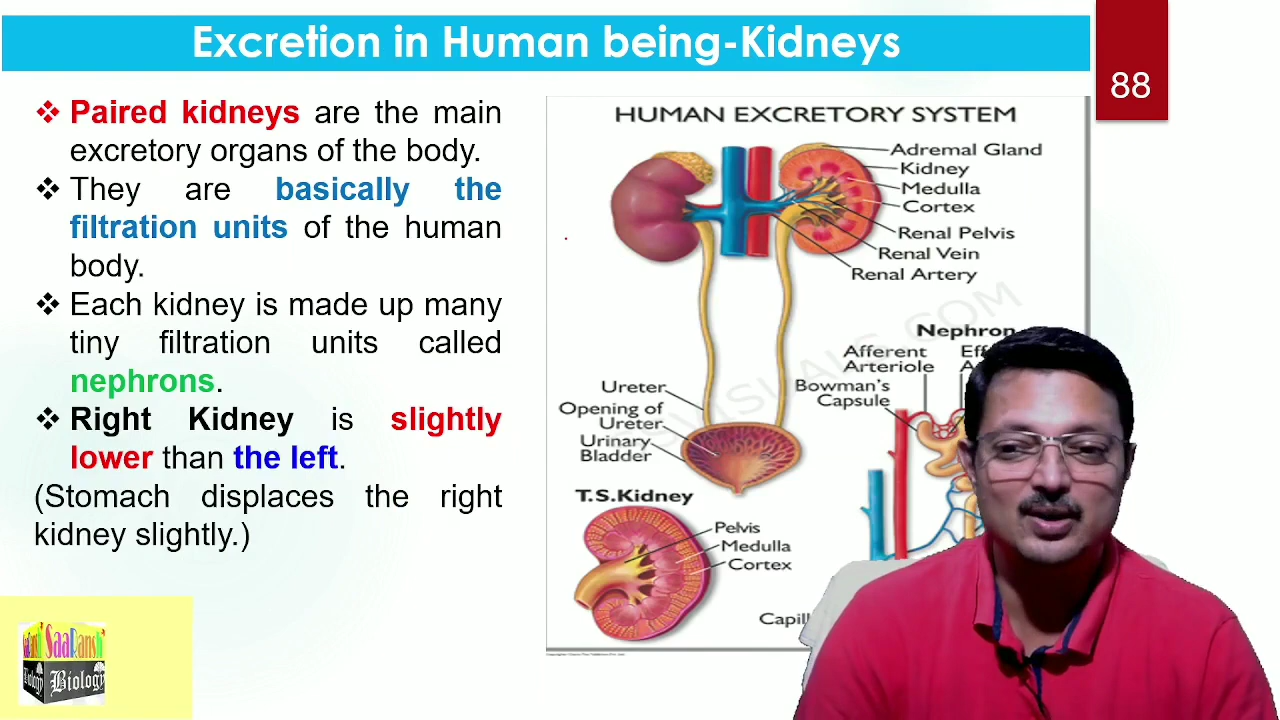 Excretion in Human being-Kidneys
88
❖ Paired kidneys are the main
excretory organs of the body.
❖ They are basically the
filtration units of the human
body.
❖ Each kidney is made up many
tiny filtration units called
nephrons.
❖ Right Kidney is slightly
lower than the left.
(Stomach displaces the right
kidney slightly.)
HUMAN EXCRETORY SYSTEM
Adremal Gland
Kidney
Medulla
Cortex
Renal Pelvis
Renal Vein
Renal Artery
Nephron
Afferent
Arteriole
Bowman's
Capsule
Ureter
Opening of
Ureter
Urinary
Bladder
T.S.Kidney
Pelvis
Medulla
Cortex
SaaRansh
Biology